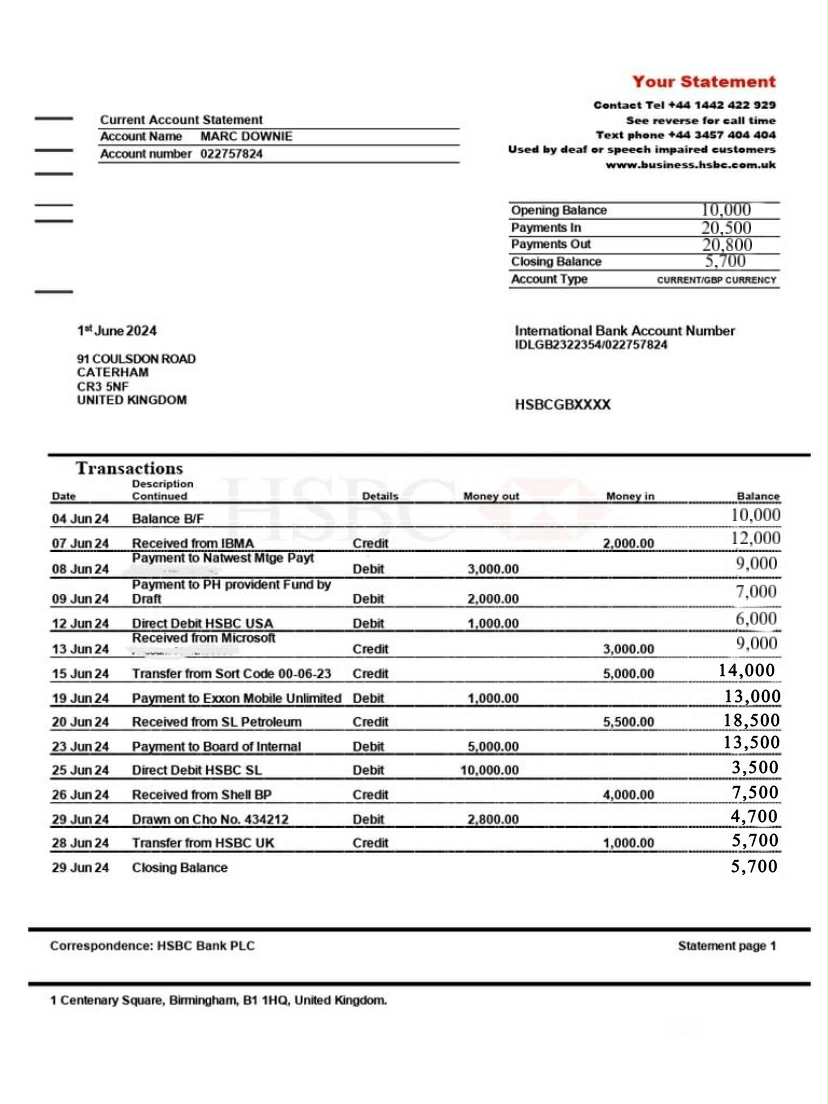 Your Statement
Contact Tel +44 1442 422 929
See reverse for call time
Text phone +44 3457 404 404
Used by deaf or speech impaired customers
www.business.hsbc.com.uk
Current Account Statement
Account Name MARC DOWNIE
Account number 022757824
Opening Balance 10,000
Payments In 20,500
Payments Out 20,800
Closing Balance 5,700
Account Type CURRENT/GBP CURRENCY
1st June 2024
91 COULSDON ROAD
CATERHAM
CR3 5NF
UNITED KINGDOM
International Bank Account Number
IDLGB2322354/022757824
HSBCGBXXXX
Transactions
HSBC
Date Description Continued Details Money out Money in Balance
04 Jun 24 Balance B/F 10,000
07 Jun 24 Received from IBMA Credit 2,000.00 12,000
08 Jun 24 Payment to Natwest Mtge Payt Debit 3,000.00 9,000
09 Jun 24 Payment to PH provident Fund by Draft Debit 2,000.00 7,000
12 Jun 24 Direct Debit HSBC USA Debit 1,000.00 6,000
13 Jun 24 Received from Microsoft Credit 3,000.00 9,000
15 Jun 24 Transfer from Sort Code 00-06-23 Credit 5,000.00 14,000
19 Jun 24 Payment to Exxon Mobile Unlimited Debit 1,000.00 13,000
20 Jun 24 Received from SL Petroleum Credit 5,500.00 18,500
23 Jun 24 Payment to Board of Internal Debit 5,000.00 13,500
25 Jun 24 Direct Debit HSBC SL Debit 10,000.00 3,500
26 Jun 24 Received from Shell BP Credit 4,000.00 7,500
29 Jun 24 Drawn on Cho No. 434212 Debit 2,800.00 4,700
28 Jun 24 Transfer from HSBC UK Credit 1,000.00 5,700
29 Jun 24 Closing Balance 5,700
Correspondence: HSBC Bank PLC Statement page 1
1 Centenary Square, Birmingham, B1 1HQ, United Kingdom.